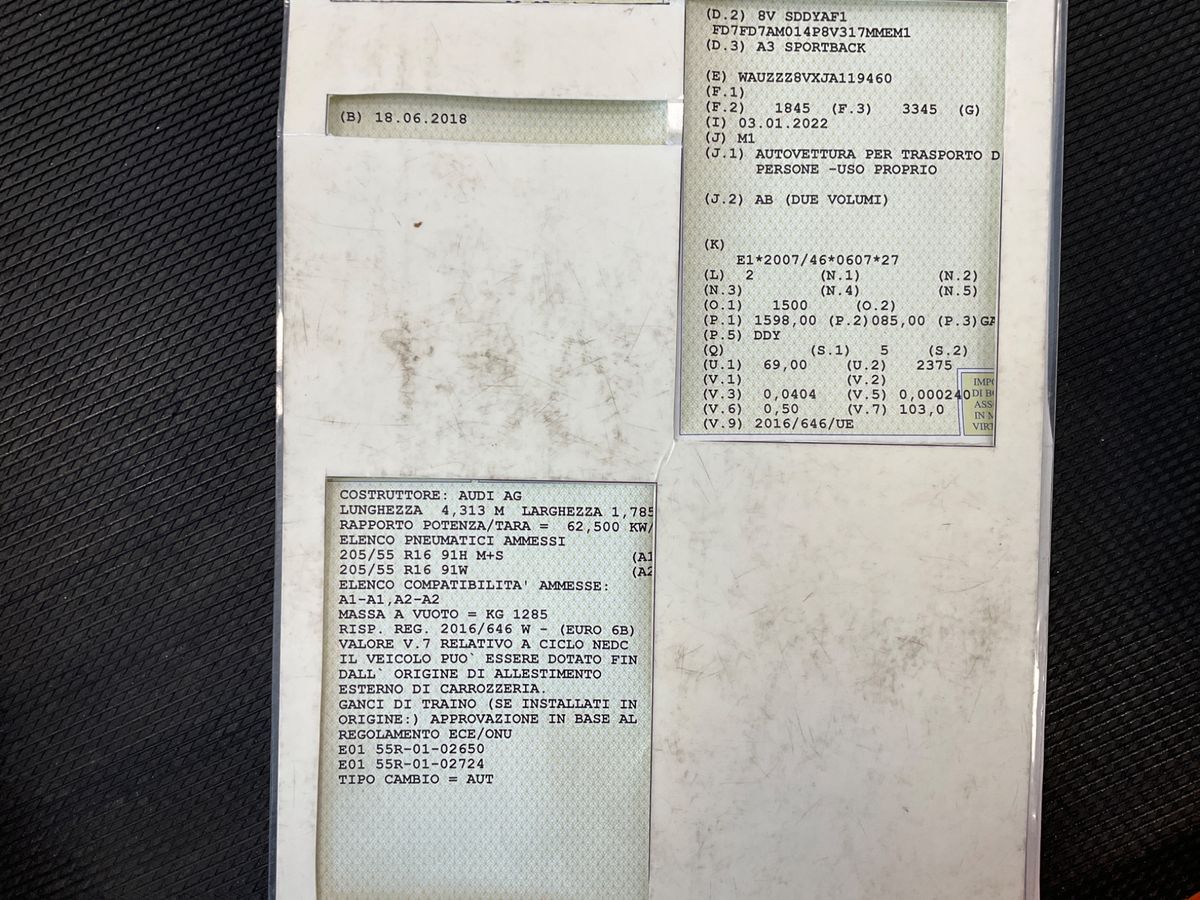 (B) 18.06.2018
(D.2) 8V SDDYAF1
FD7FD7AM014P8V317MMEM1
(D.3) A3 SPORTBACK
(E) WAUZZZ8VXJA119460
(F.1)
(F.2) 1845 (F.3) 3345 (G)
(I) 03.01.2022
(J) M1
(J.1) AUTOVETTURA PER TRASPORTO D
PERSONE -USO PROPRIO
(J.2) AB (DUE VOLUMI)
(K)
E1*2007/46*0607*27
(L) 2 (N.1) (N.2)
(N.3) (N.4) (N.5)
(O.1) 1500 (O.2)
(P.1) 1598,00 (P.2)085,00 (P.3)GA
(P.5) DDY
(Q) (S.1) 5 (S.2)
(U.1) 69,00 (U.2) 2375
(V.1) (V.2)
(V.3) 0,0404 (V.5) 0,000240
(V.6) 0,50 (V.7) 103,0
(V.9) 2016/646/UE
IMPO
DI BO
ASS
IN M
VIRT
COSTRUTTORE: AUDI AG
LUNGHEZZA 4,313 M LARGHEZZA 1,785
RAPPORTO POTENZA/TARA = 62,500 KW/
ELENCO PNEUMATICI AMMESSI
205/55 R16 91H M+S (A1
205/55 R16 91W (A2
ELENCO COMPATIBILITA' AMMESSE:
A1-A1,A2-A2
MASSA A VUOTO = KG 1285
RISP. REG. 2016/646 W - (EURO 6B)
VALORE V.7 RELATIVO A CICLO NEDC
IL VEICOLO PUO` ESSERE DOTATO FIN
DALL` ORIGINE DI ALLESTIMENTO
ESTERNO DI CARROZZERIA.
GANCI DI TRAINO (SE INSTALLATI IN
ORIGINE:) APPROVAZIONE IN BASE AL
REGOLAMENTO ECE/ONU
E01 55R-01-02650
E01 55R-01-02724
TIPO CAMBIO = AUT